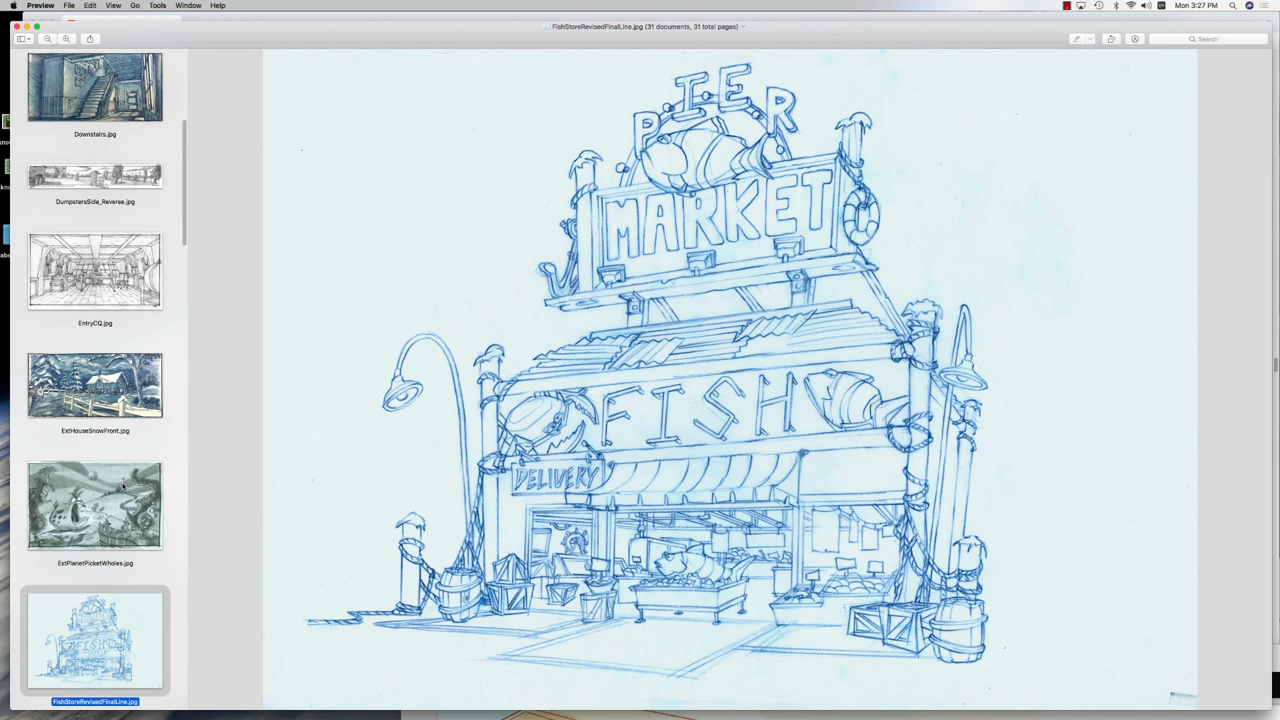 Preview File Edit View Go Tools Window Help
Mon 3:27 PM
FishStoreRevisedFinalLine.jpg (31 documents, 31 total pages)
Search
Downstairs.jpg
DumpstersSide_Reverse.jpg
EntryCQ.jpg
ExtHouseSnowFront.jpg
ExtPlanetPicketWholes.jpg
FishStoreRevisedFinalLine.jpg
PIER
MARKET
FISH
DELIVERY